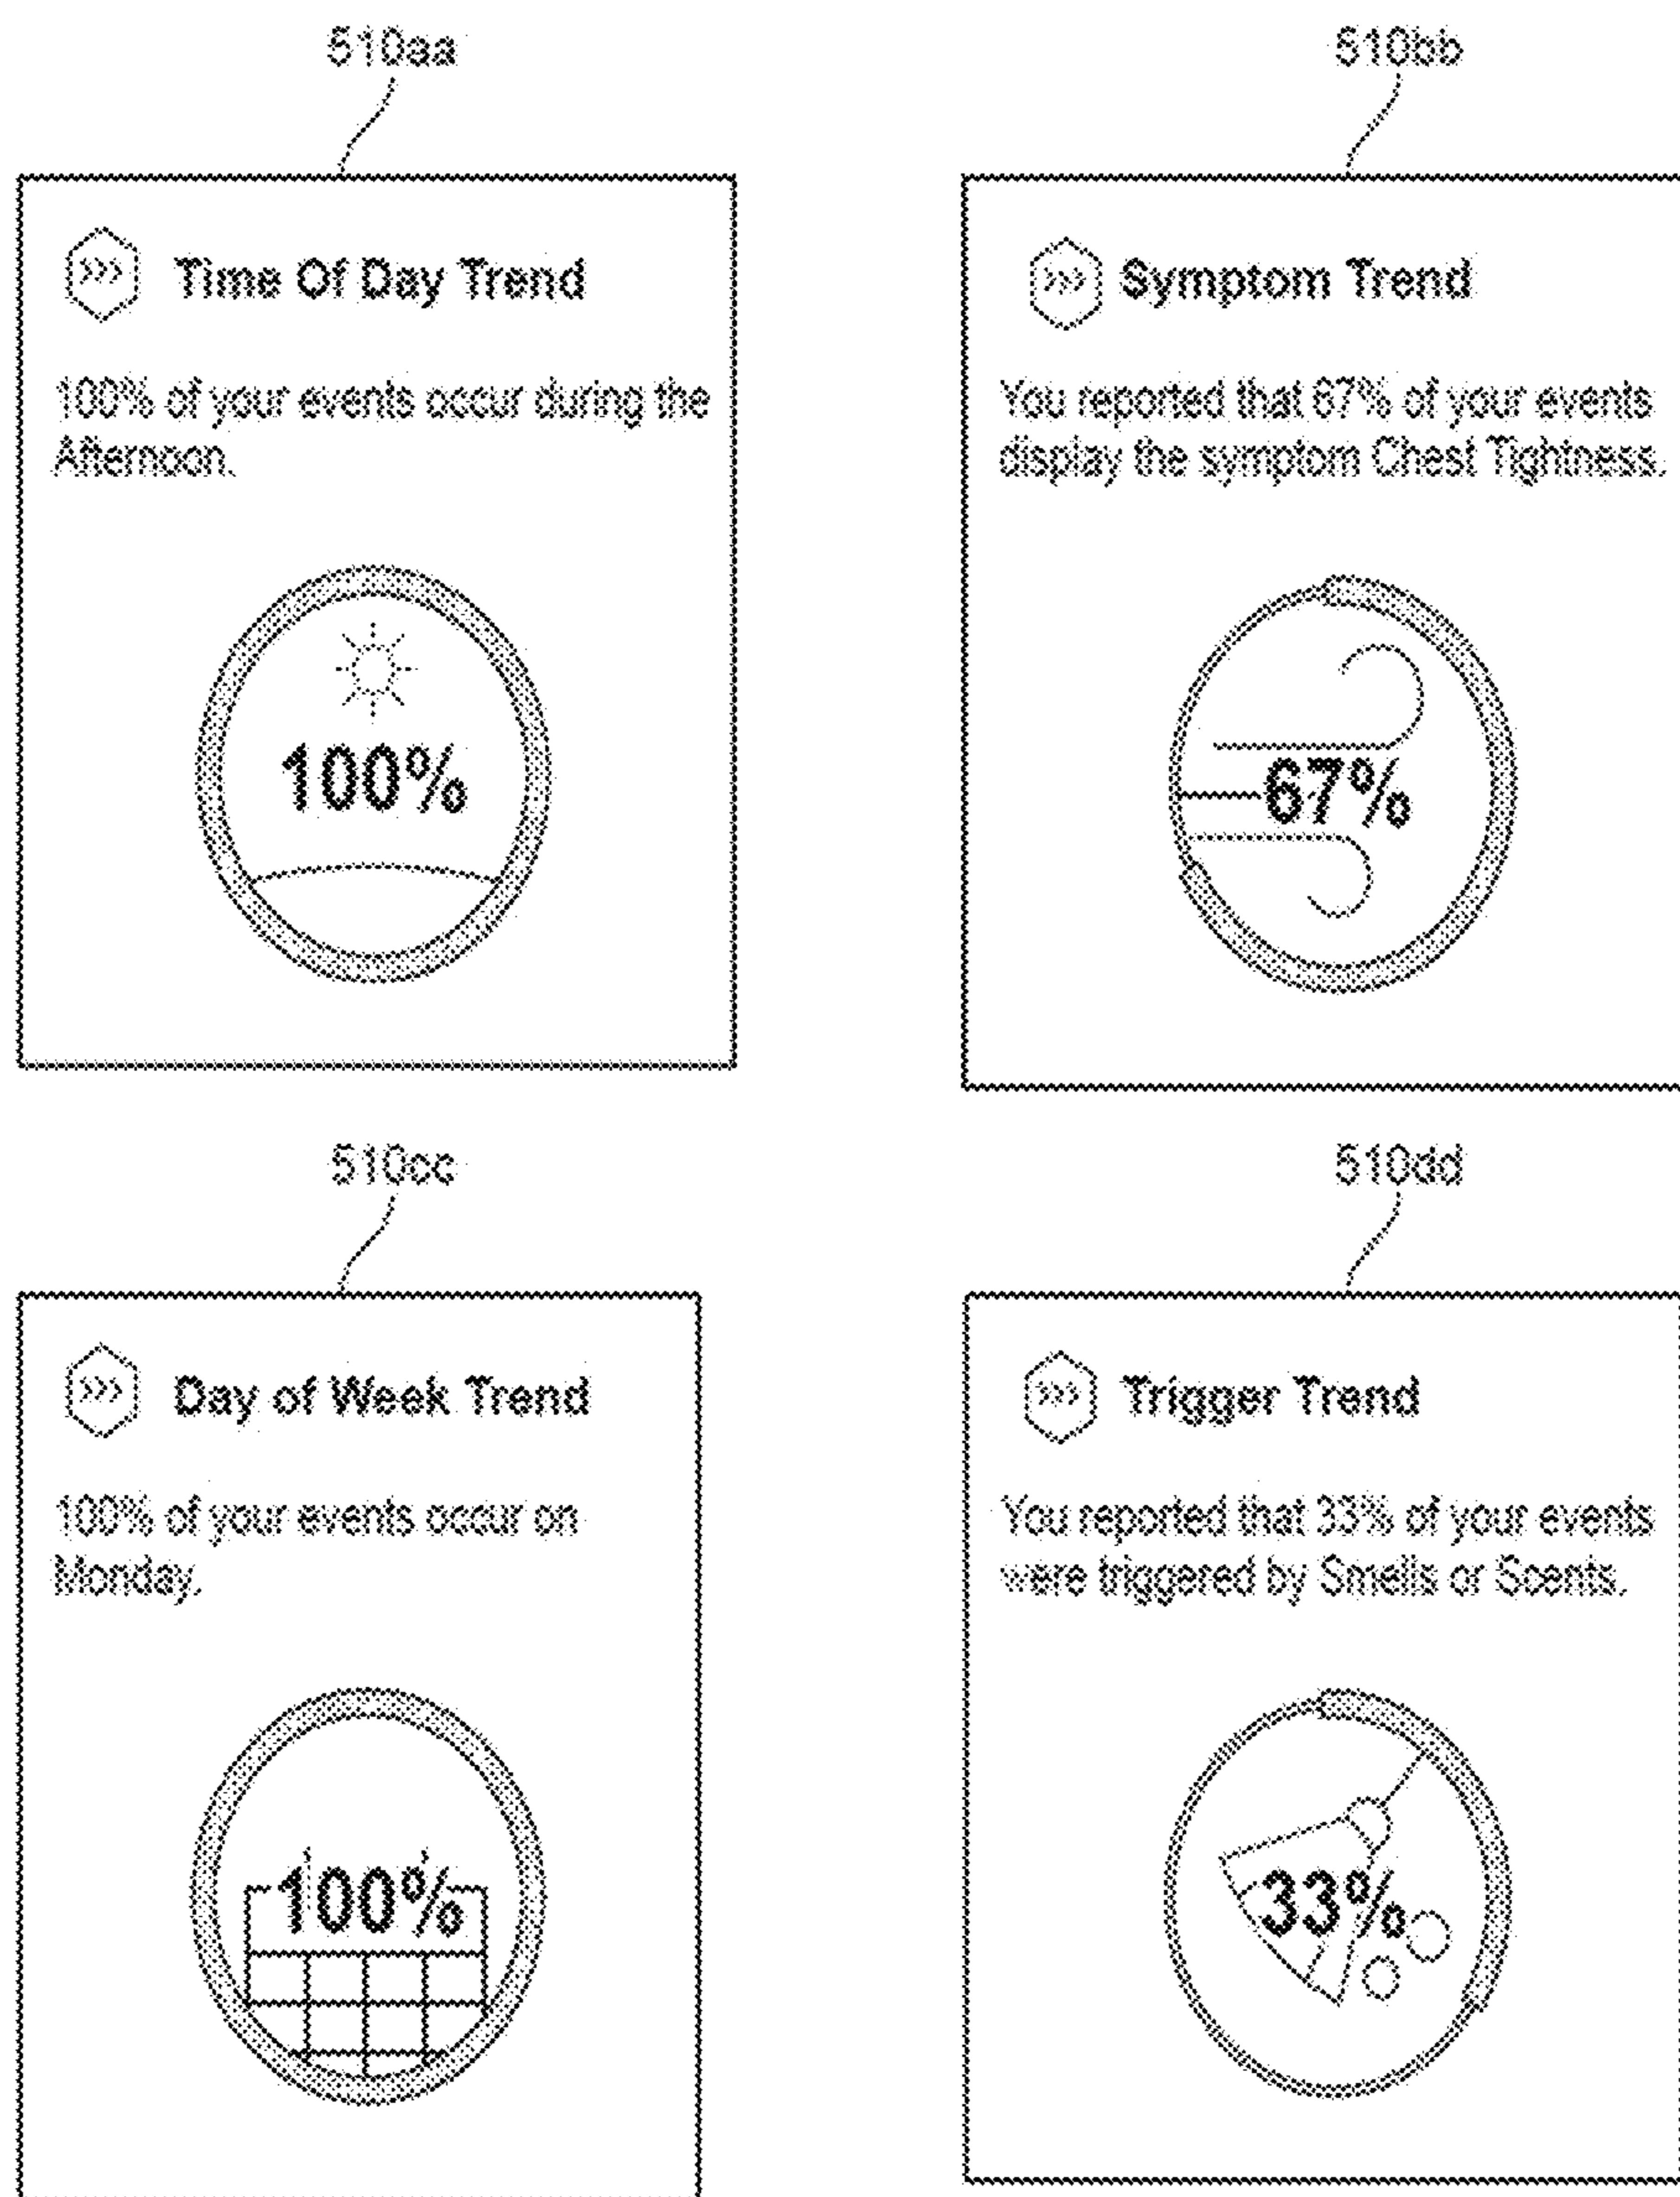 510aa
510bb
Time Of Day Trend
100% of your events occur during the
Afternoon.
100%
Symptom Trend
You reported that 67% of your events
display the symptom Chest Tightness.
67%
510cc
510dd
Day of Week Trend
100% of your events occur on
Monday.
100%
Trigger Trend
You reported that 33% of your events
were triggered by Smells or Scents.
33%